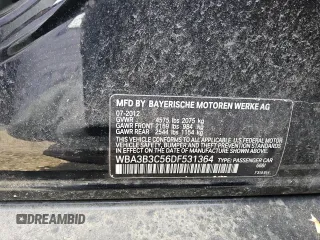 MFD BY BAYERISCHE MOTOREN WERKE AG
07-2012
GVWR 4575 lbs 2075 kg
GAWR FRONT 2169 lbs 984 kg
GAWR REAR 2544 lbs 1154 kg
THIS VEHICLE CONFORMS TO ALL APPLICABLE U.S. FEDERAL
MOTOR VEHICLE SAFETY, BUMPER, AND THEFT PREVENTION
STANDARDS IN EFFECT ON THE DATE OF MANUFACTURE SHOWN ABOVE.
WBA3B3C56DF531364 TYPE: PASSENGER CAR
DREAMBID